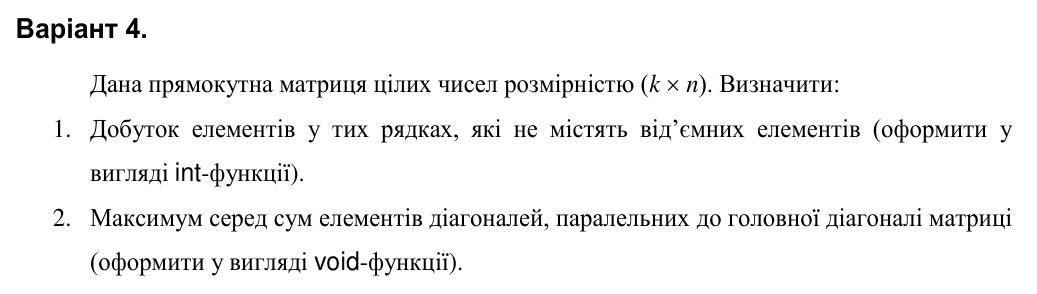 Варіант 4.
Дана прямокутна матриця цілих чисел розмірністю (k × n). Визначити:
1. Добуток елементів у тих рядках, які не містять від’ємних елементів (оформити у
вигляді int-функції).
2. Максимум серед сум елементів діагоналей, паралельних до головної діагоналі матриці
(оформити у вигляді void-функції).